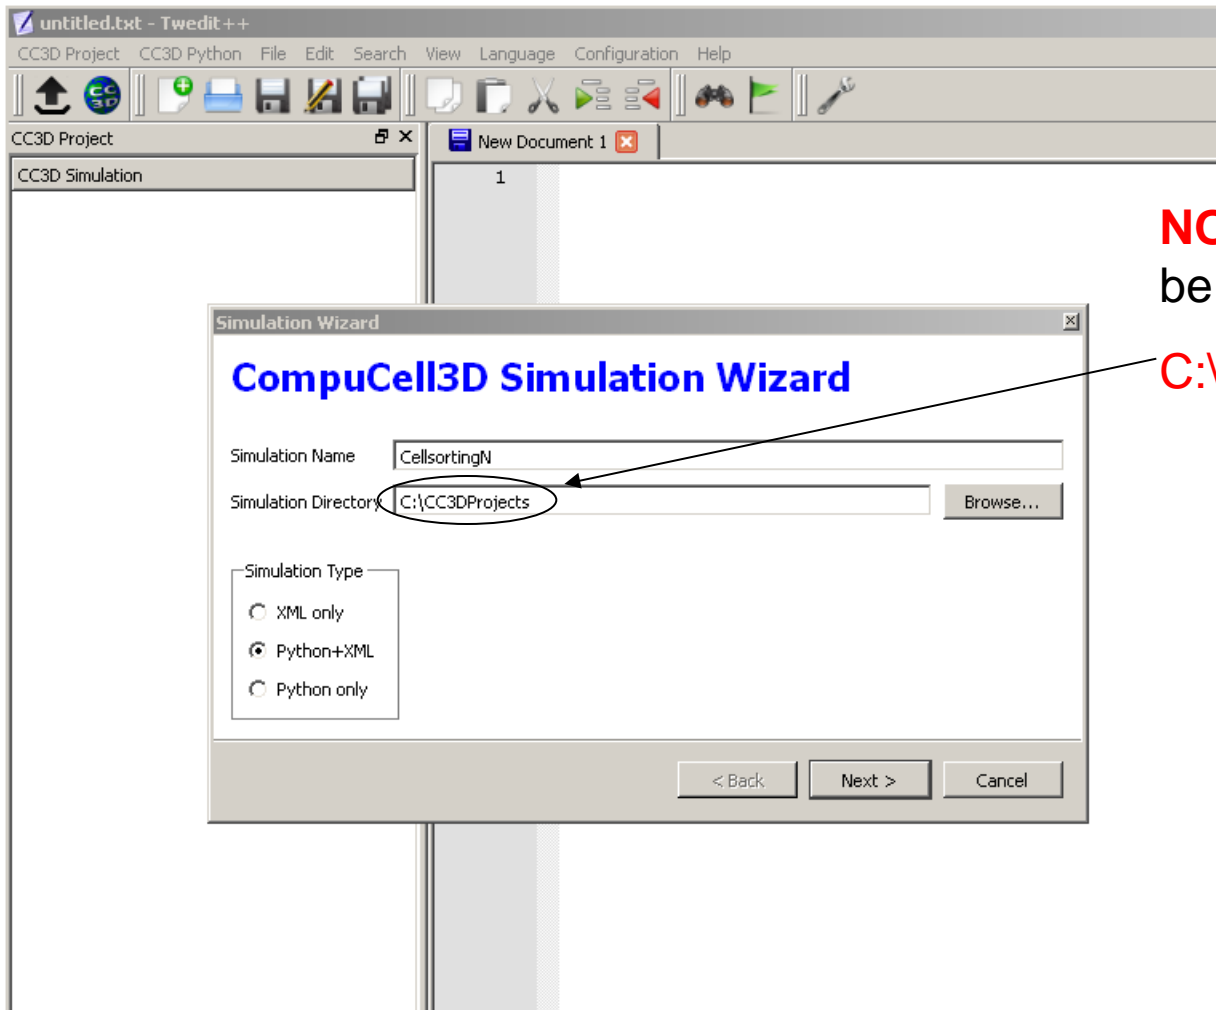 untitled.txt - Twedit++
CC3D Project CC3D Python File Edit Search View Language Configuration Help
CC3D Project
New Document 1
CC3D Simulation
1
be
C:\
Simulation Wizard
CompuCell3D Simulation Wizard
Simulation Name CellsortingN
Simulation Directory C:\CC3DProjects Browse...
Simulation Type
XML only
Python+XML
Python only
< Back Next > Cancel